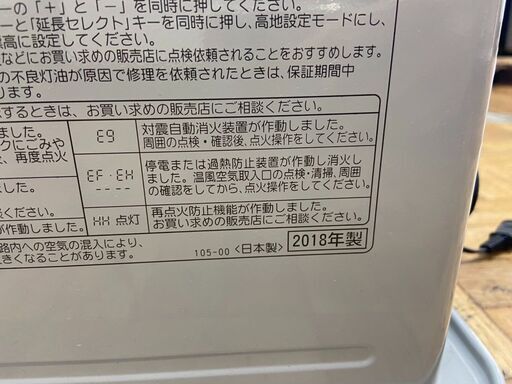 ーの「+」と「−」を同時に押してください。
ーと「延長セレクト」キーを同時に押し、高地設定モードにし、
最高に設定してください。
などにお買い求めの販売店に点検依頼されることをおすすめします。
の不良灯油が原因で修理を依頼されたときは、保証期間中
ります。
するときは、お買い求めの販売店にご相談ください。
ました。
クにごみや
、再度点火
E9 対震自動消火装置が作動しました。
周囲の点検・確認後、点火操作をしてください。
ました。
談ください。
EF・EH
-----
停電または過熱防止装置が作動し消火し
ました。温風空気取入口の点検・清掃、周囲
の確認をしてから、点火操作をしてください。
した。
ください。
HH 点灯 再点火防止機能が作動しました。
お買い求めの販売店にご相談ください。
路内への空気の混入により、
きくなることがあります。
105-00 <日本製> 2018年製